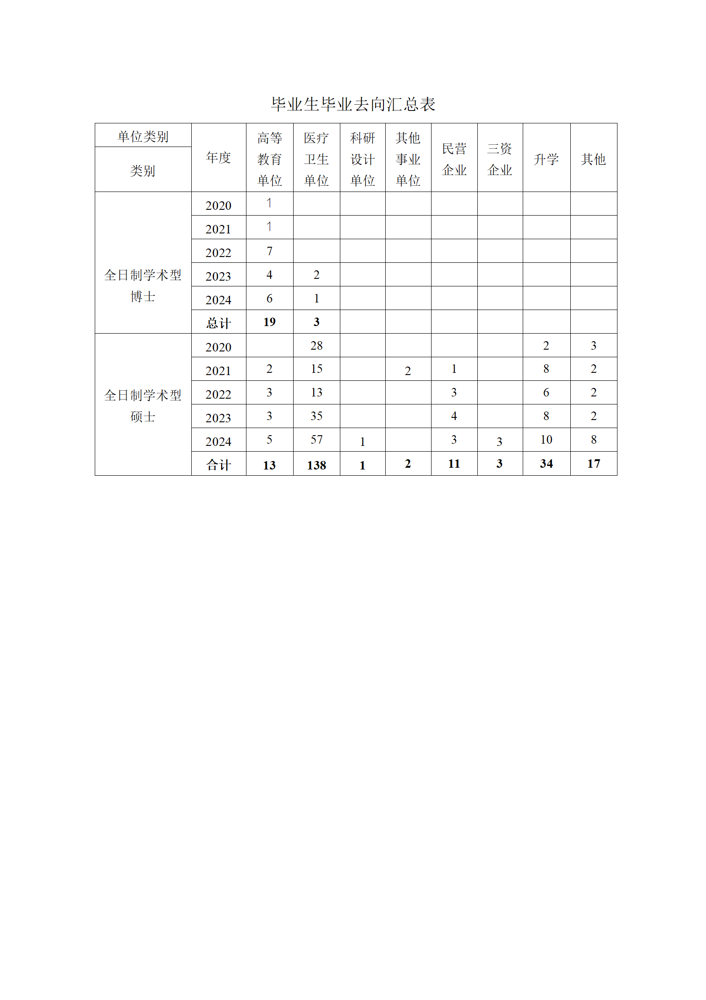 毕业生毕业去向汇总表
单位类别 年度 高等教育单位 医疗卫生单位 科研设计单位 其他事业单位 民营企业 三资企业 升学 其他
类别
全日制学术型博士
2020 1
2021 1
2022 7
2023 4 2
2024 6 1
总计 19 3
全日制学术型硕士
2020 28 2 3
2021 2 15 2 1 8 2
2022 3 13 3 6 2
2023 3 35 4 8 2
2024 5 57 1 3 3 10 8
合计 13 138 1 2 11 3 34 17